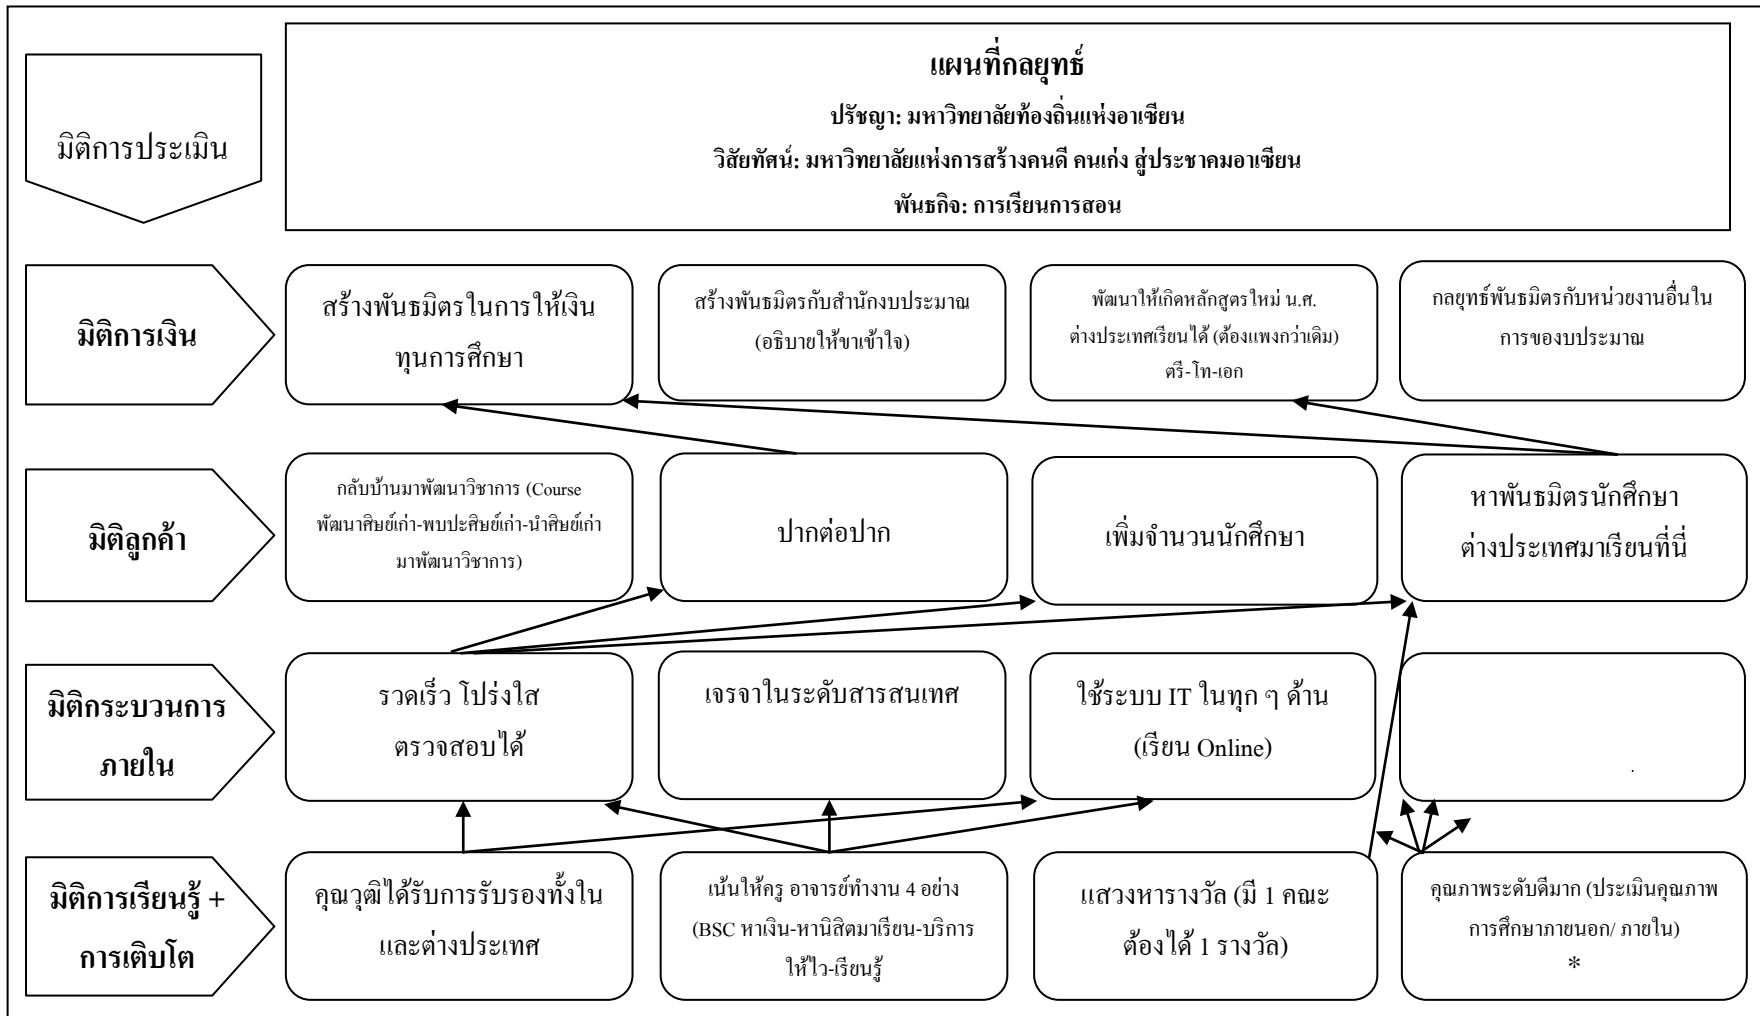 แผนที่กลยุทธ์
ปรัชญา: มหาวิทยาลัยท้องถิ่นแห่งอาเซียน
วิสัยทัศน์: มหาวิทยาลัยแห่งการสร้างคนดี คนเก่ง สู่ประชาคมอาเซียน
พันธกิจ: การเรียนการสอน
มิติการประเมิน
มิติการเงิน
สร้างพันธมิตรในการให้เงิน
ทุนการศึกษา
สร้างพันธมิตรกับสำนักงบประมาณ
(อธิบายให้ขาเข้าใจ)
พัฒนาให้เกิดหลักสูตรใหม่ น.ศ.
ต่างประเทศเรียนได้ (ต้องแพงกว่าเดิม)
ตรี-โท-เอก
กลยุทธ์พันธมิตรกับหน่วยงานอื่นใน
การของบประมาณ
มิติลูกค้า
กลับบ้านมาพัฒนาวิชาการ (Course
พัฒนาศิษย์เก่า-พบปะศิษย์เก่า-นำศิษย์เก่า
มาพัฒนาวิชาการ)
ปากต่อปาก
เพิ่มจำนวนนักศึกษา
หาพันธมิตรนักศึกษา
ต่างประเทศมาเรียนที่นี่
มิติกระบวนการ
ภายใน
รวดเร็ว โปร่งใส
ตรวจสอบได้
เจรจาในระดับสารสนเทศ
ใช้ระบบ IT ในทุก ๆ ด้าน
(เรียน Online)
.
มิติการเรียนรู้ +
การเติบโต
คุณวุฒิได้รับการรับรองทั้งใน
และต่างประเทศ
เน้นให้ครู อาจารย์ทำงาน 4 อย่าง
(BSC หาเงิน-หานิสิตมาเรียน-บริการ
ให้ไว-เรียนรู้
แสวงหารางวัล (มี 1 คณะ
ต้องได้ 1 รางวัล)
คุณภาพระดับดีมาก (ประเมินคุณภาพ
การศึกษาภายนอก/ ภายใน)
*